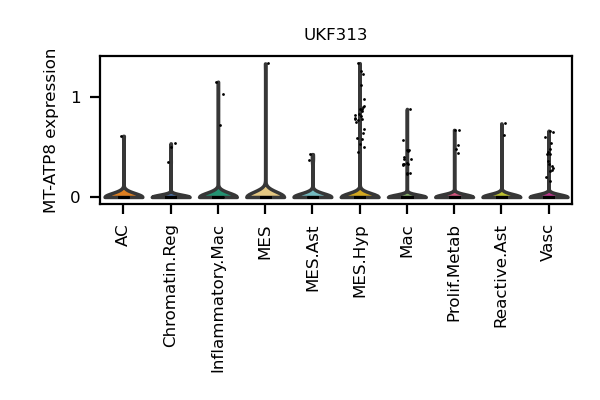 UKF313
MT-ATP8 expression
1
0
AC
Chromatin.Reg
Inflammatory.Mac
MES
MES.Ast
MES.Hyp
Mac
Prolif.Metab
Reactive.Ast
Vasc